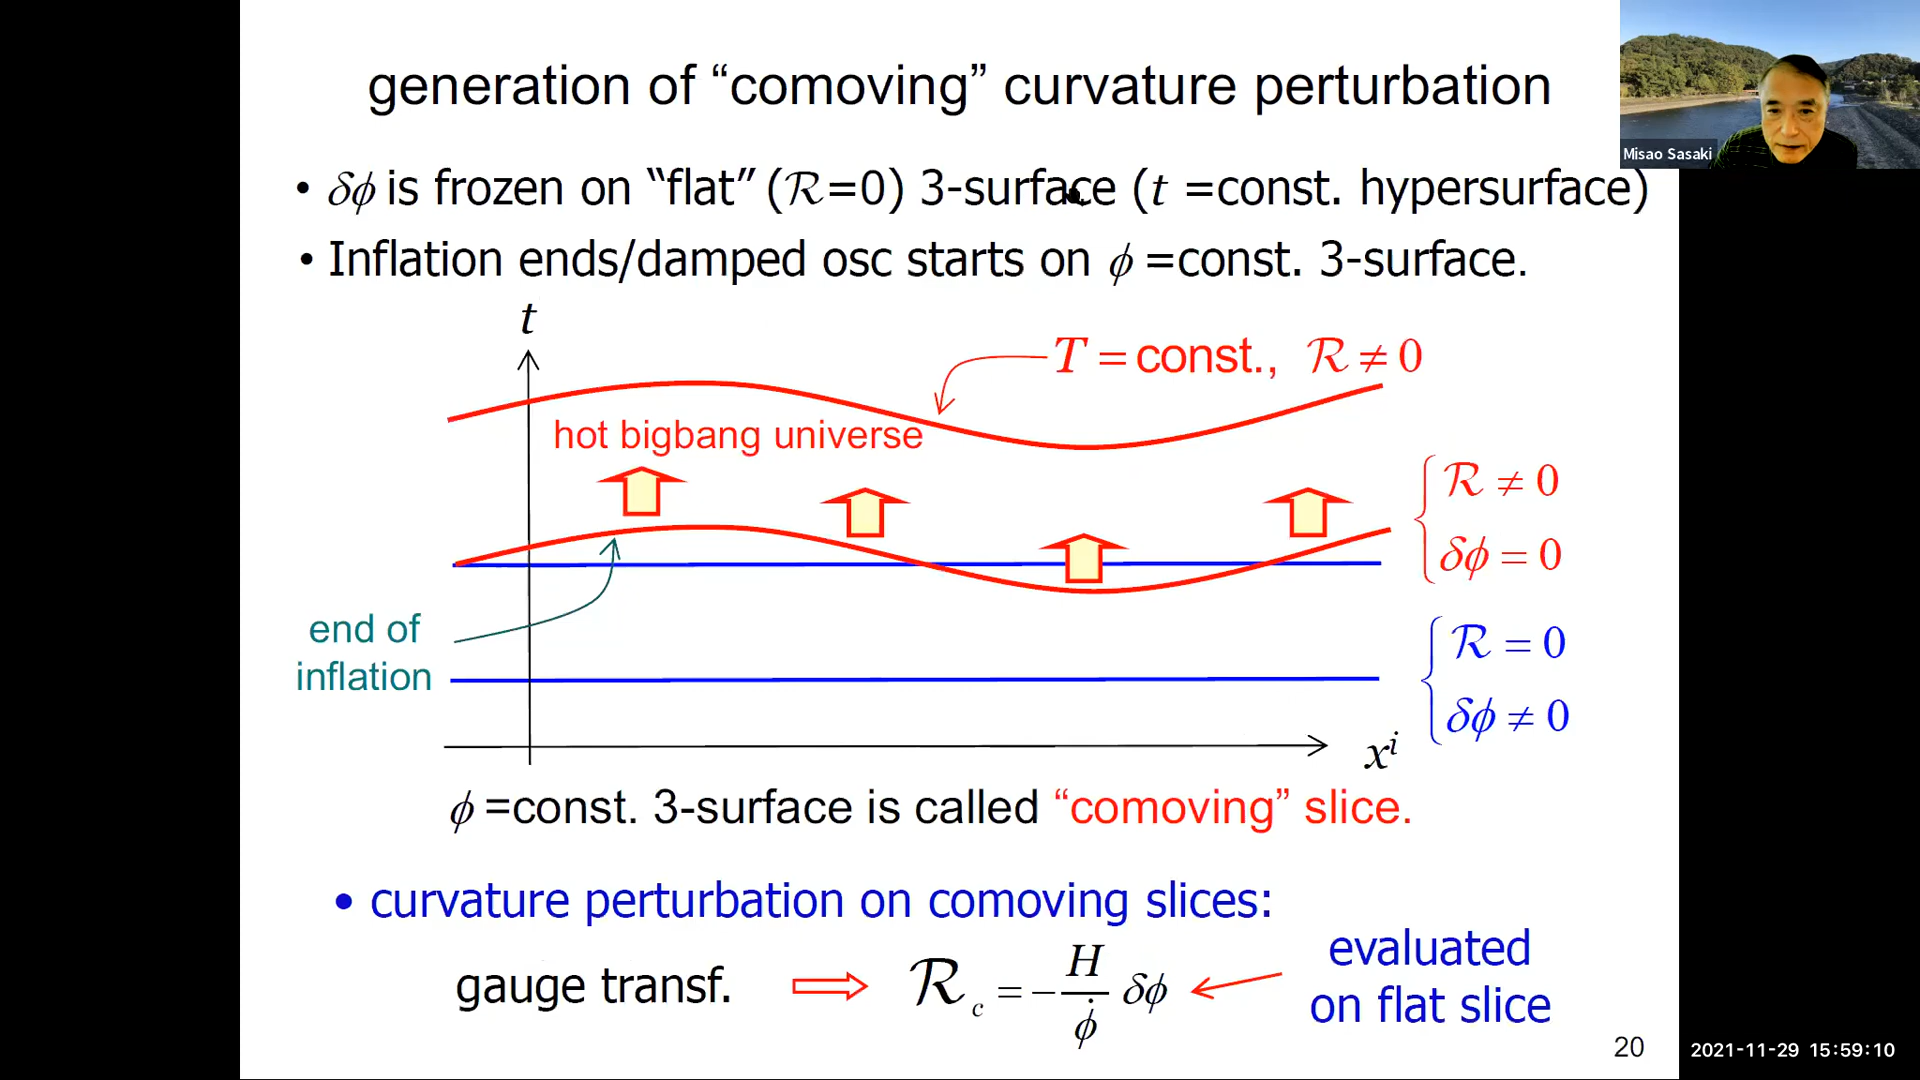 generation of “comoving” curvature perturbation
Misao Sasaki
• δϕ is frozen on “flat” (ℛ=0) 3-surface (t =const. hypersurface)
• Inflation ends/damped osc starts on ϕ =const. 3-surface.
t
T = const., ℛ ≠ 0
hot bigbang universe
ℛ ≠ 0
δϕ = 0
end of
inflation
ℛ = 0
δϕ ≠ 0
xⁱ
ϕ =const. 3-surface is called “comoving” slice.
• curvature perturbation on comoving slices:
gauge transf. ⇨ ℛ_c = − H/ϕ̇ δϕ
evaluated
on flat slice
20
2021-11-29 15:59:10